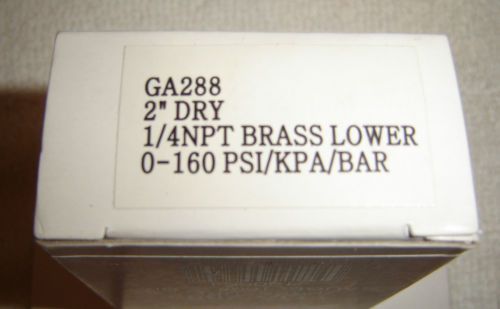 GA288
2" DRY
1/4NPT BRASS LOWER
0-160 PSI/KPA/BAR